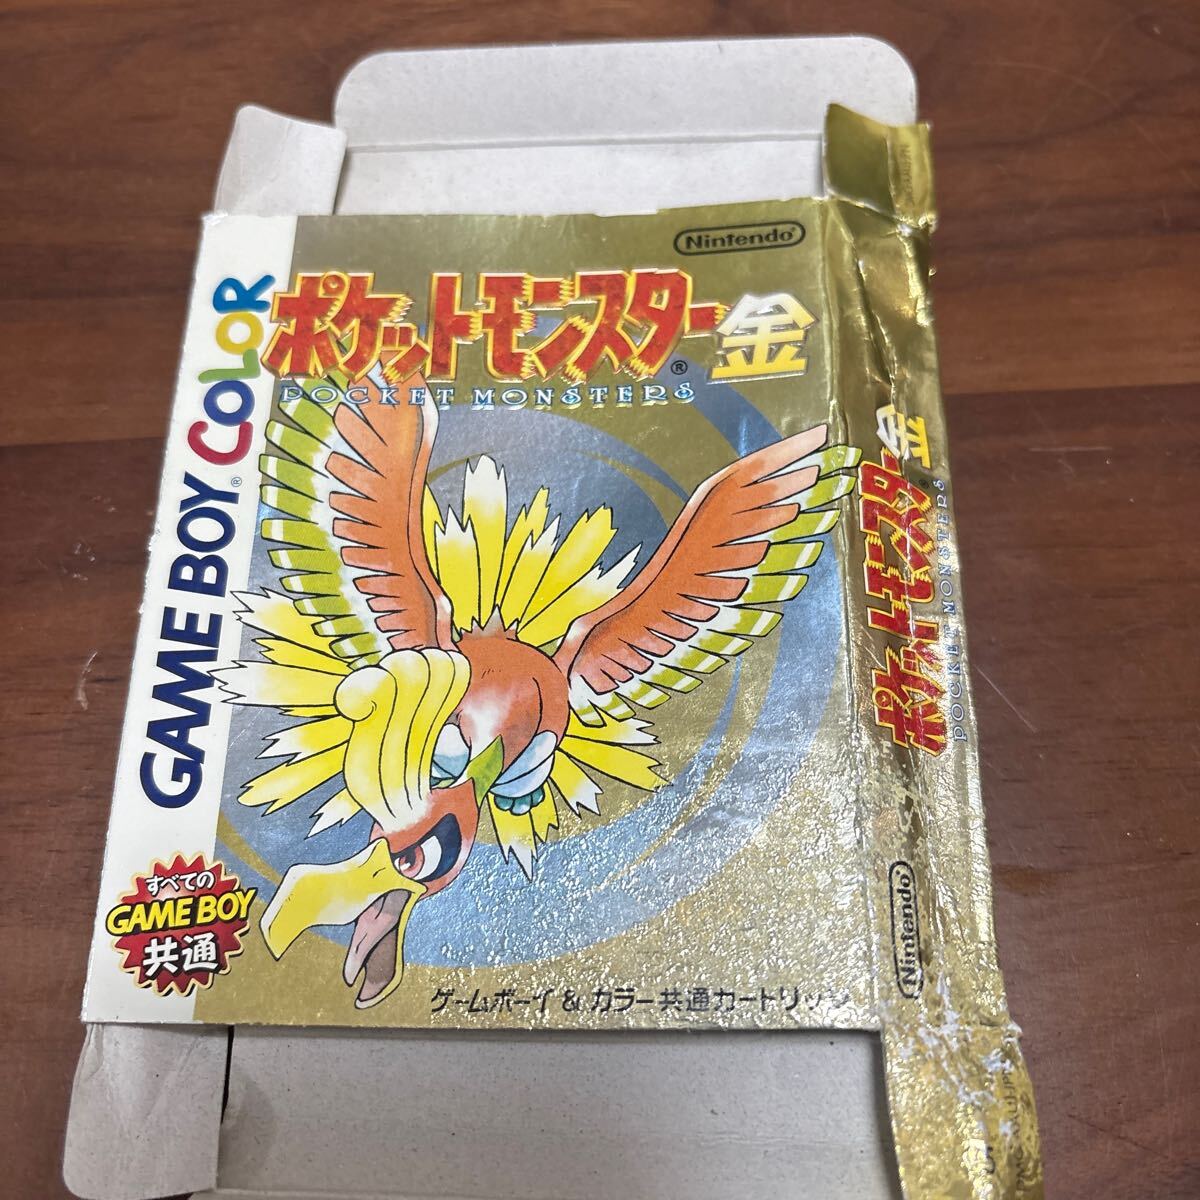 Nintendo®
ポケットモンスター®金
POCKET MONSTERS
GAME BOY® COLOR
すべての
GAME BOY
共通
ゲームボーイ & カラー共通カートリッジ
ポケットモンスター®金
POCKET MONSTERS
Nintendo®